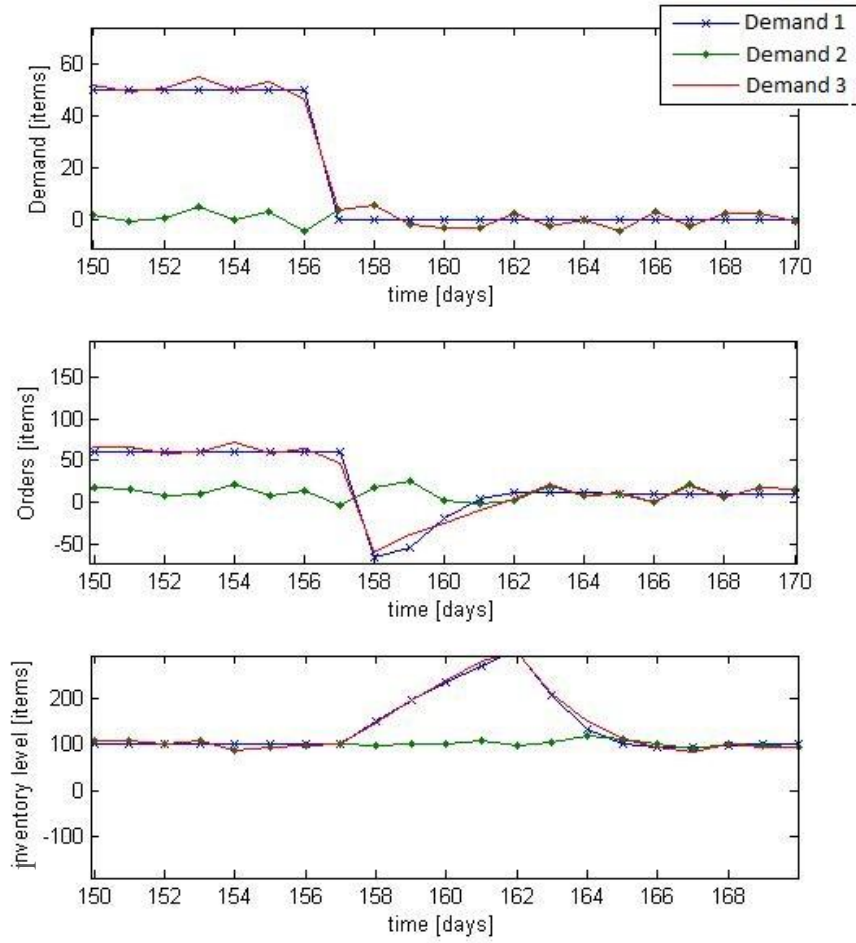 Demand 1
Demand 2
Demand 3
Demand [items]
60
40
20
0
150 152 154 156 158 160 162 164 166 168 170
time [days]
Orders [items]
150
100
50
0
-50
150 152 154 156 158 160 162 164 166 168 170
time [days]
jnventory level [items]
200
100
0
-100
150 152 154 156 158 160 162 164 166 168
time [days]